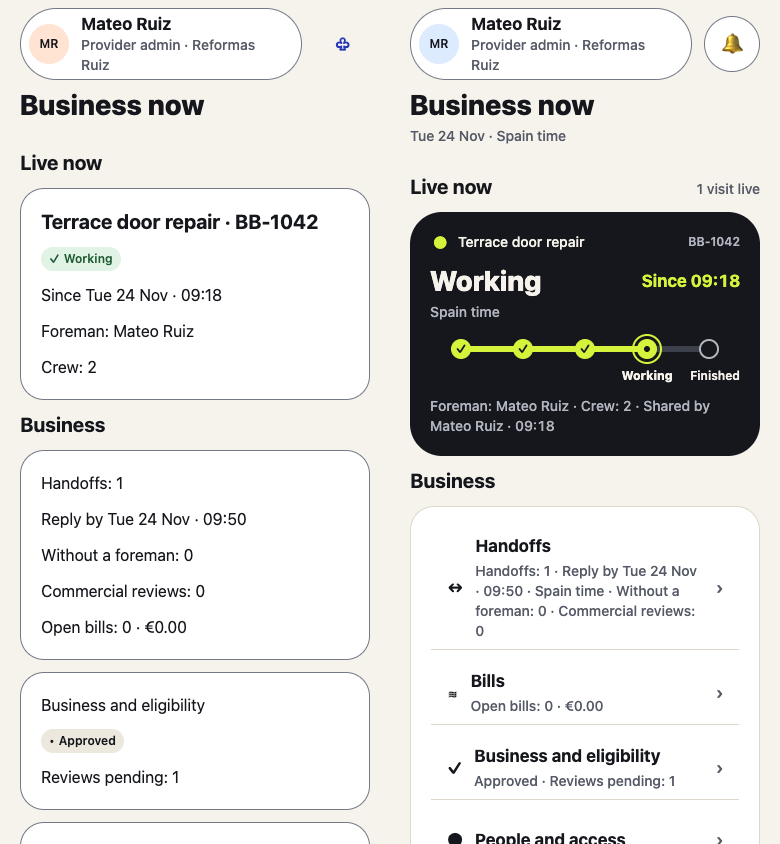 MR
Mateo Ruiz
Provider admin · Reformas
Ruiz
Business now
Live now
Terrace door repair · BB-1042
✓ Working
Since Tue 24 Nov · 09:18
Foreman: Mateo Ruiz
Crew: 2
Business
Handoffs: 1
Reply by Tue 24 Nov · 09:50
Without a foreman: 0
Commercial reviews: 0
Open bills: 0 · €0.00
Business and eligibility
• Approved
Reviews pending: 1
MR
Mateo Ruiz
Provider admin · Reformas
Ruiz
Business now
Tue 24 Nov · Spain time
Live now
1 visit live
Terrace door repair
BB-1042
Working
Since 09:18
Spain time
Working
Finished
Foreman: Mateo Ruiz · Crew: 2 · Shared by
Mateo Ruiz · 09:18
Business
Handoffs
Handoffs: 1 · Reply by Tue 24 Nov
· 09:50 · Spain time · Without a
foreman: 0 · Commercial reviews:
0
Bills
Open bills: 0 · €0.00
Business and eligibility
Approved · Reviews pending: 1
People and access